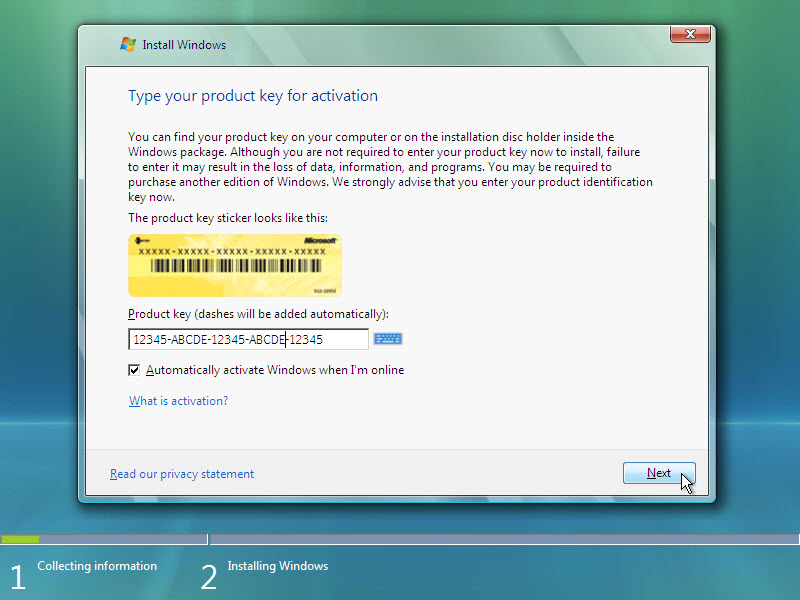 Install Windows
Type your product key for activation
You can find your product key on your computer or on the installation disc holder inside the
Windows package. Although you are not required to enter your product key now to install, failure
to enter it may result in the loss of data, information, and programs. You may be required to
purchase another edition of Windows. We strongly advise that you enter your product identification
key now.
The product key sticker looks like this:
Microsoft
XXXXX-XXXXX-XXXXX-XXXXX-XXXXX
Product key (dashes will be added automatically):
12345-ABCDE-12345-ABCDE-12345
Automatically activate Windows when I'm online
What is activation?
Read our privacy statement
Next
1 Collecting information
2 Installing Windows